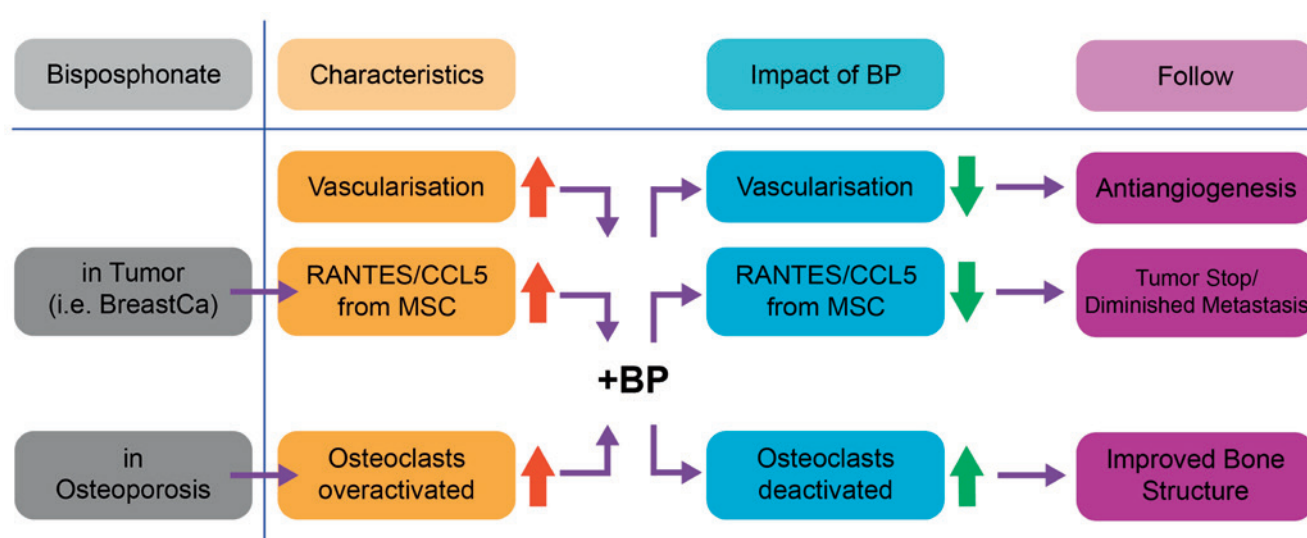 Bisposphonate
Characteristics
Impact of BP
Follow
Vascularisation
Vascularisation
Antiangiogenesis
in Tumor
(i.e. BreastCa)
RANTES/CCL5
from MSC
RANTES/CCL5
from MSC
Tumor Stop/
Diminished Metastasis
+BP
in
Osteoporosis
Osteoclasts
overactivated
Osteoclasts
deactivated
Improved Bone
Structure